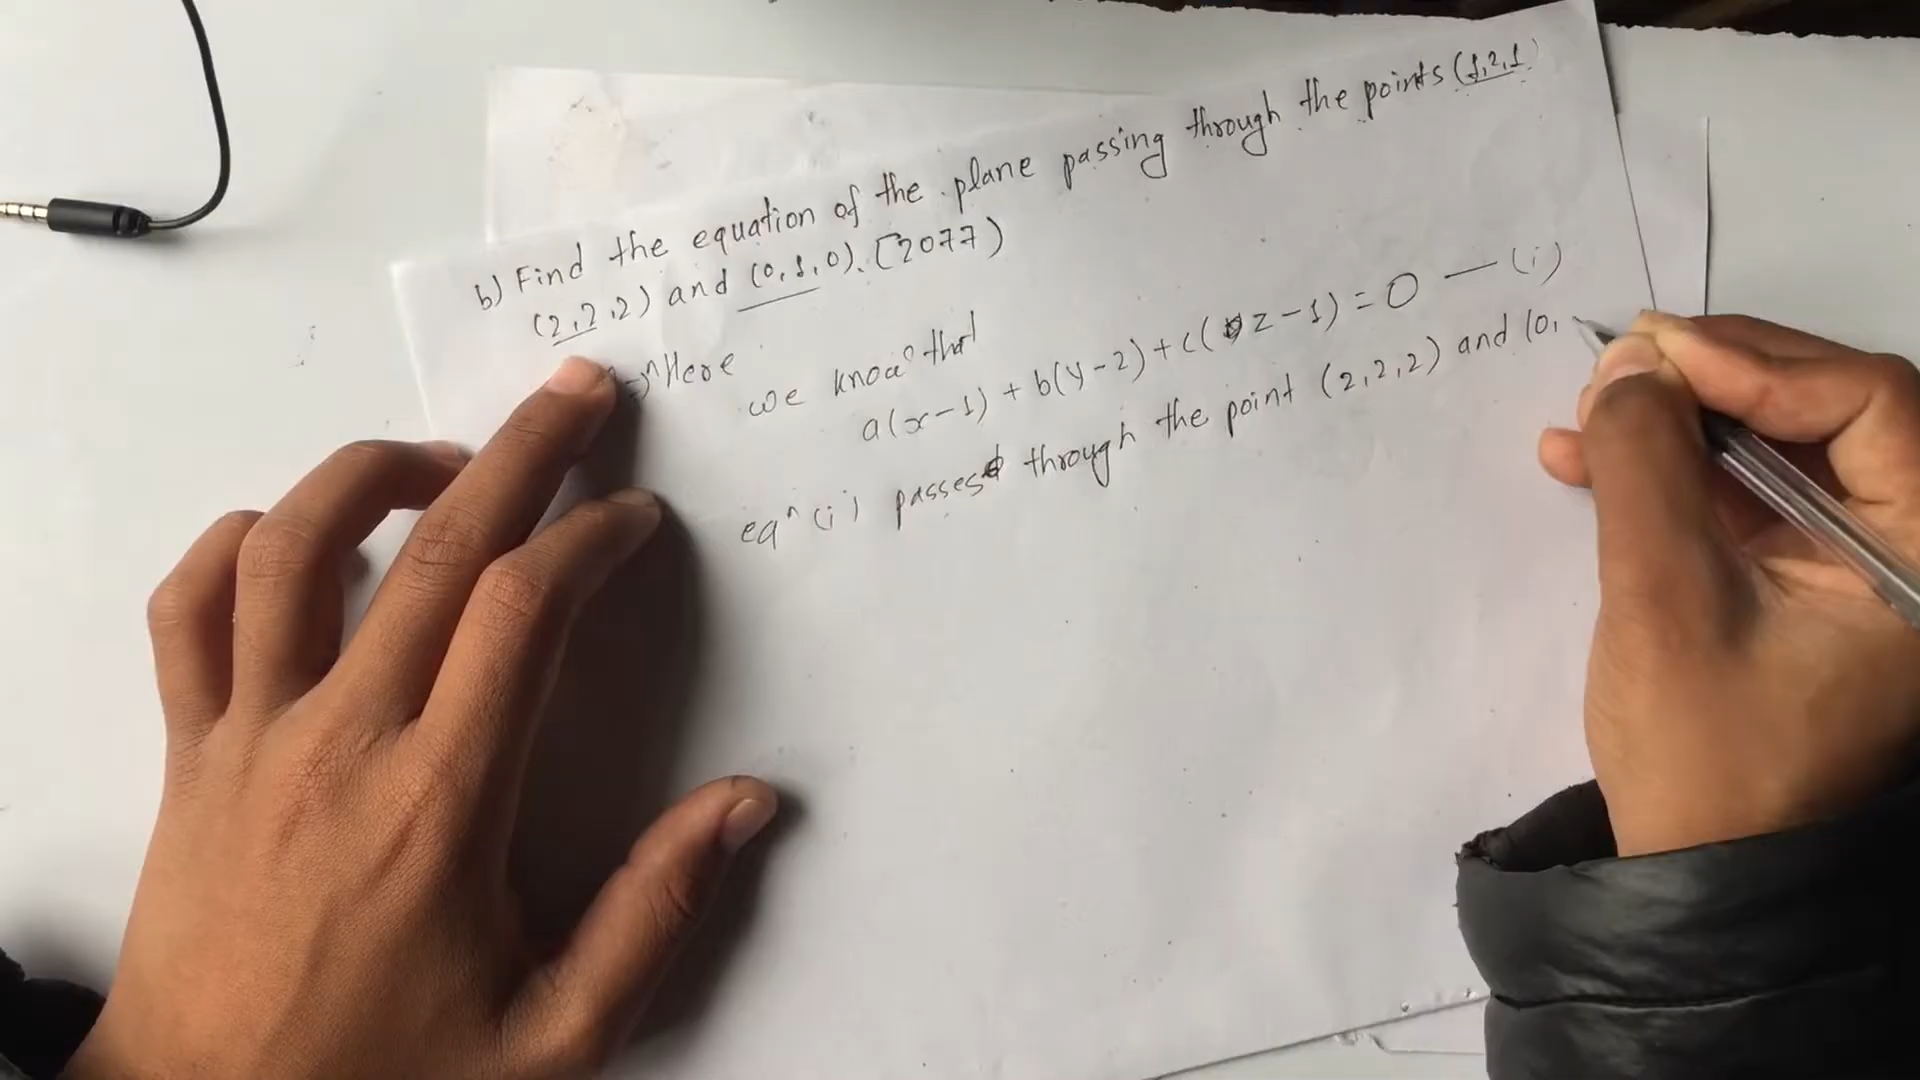 b) Find the equation of the plane passing through the points (1,2,1)
(2,2,2) and (0,1,0). [2077)
Here
we know that
a(x-1) + b(y-2) + c(z-1) = 0 — (i)
eqⁿ (i) passes through the point (2,2,2) and (0,